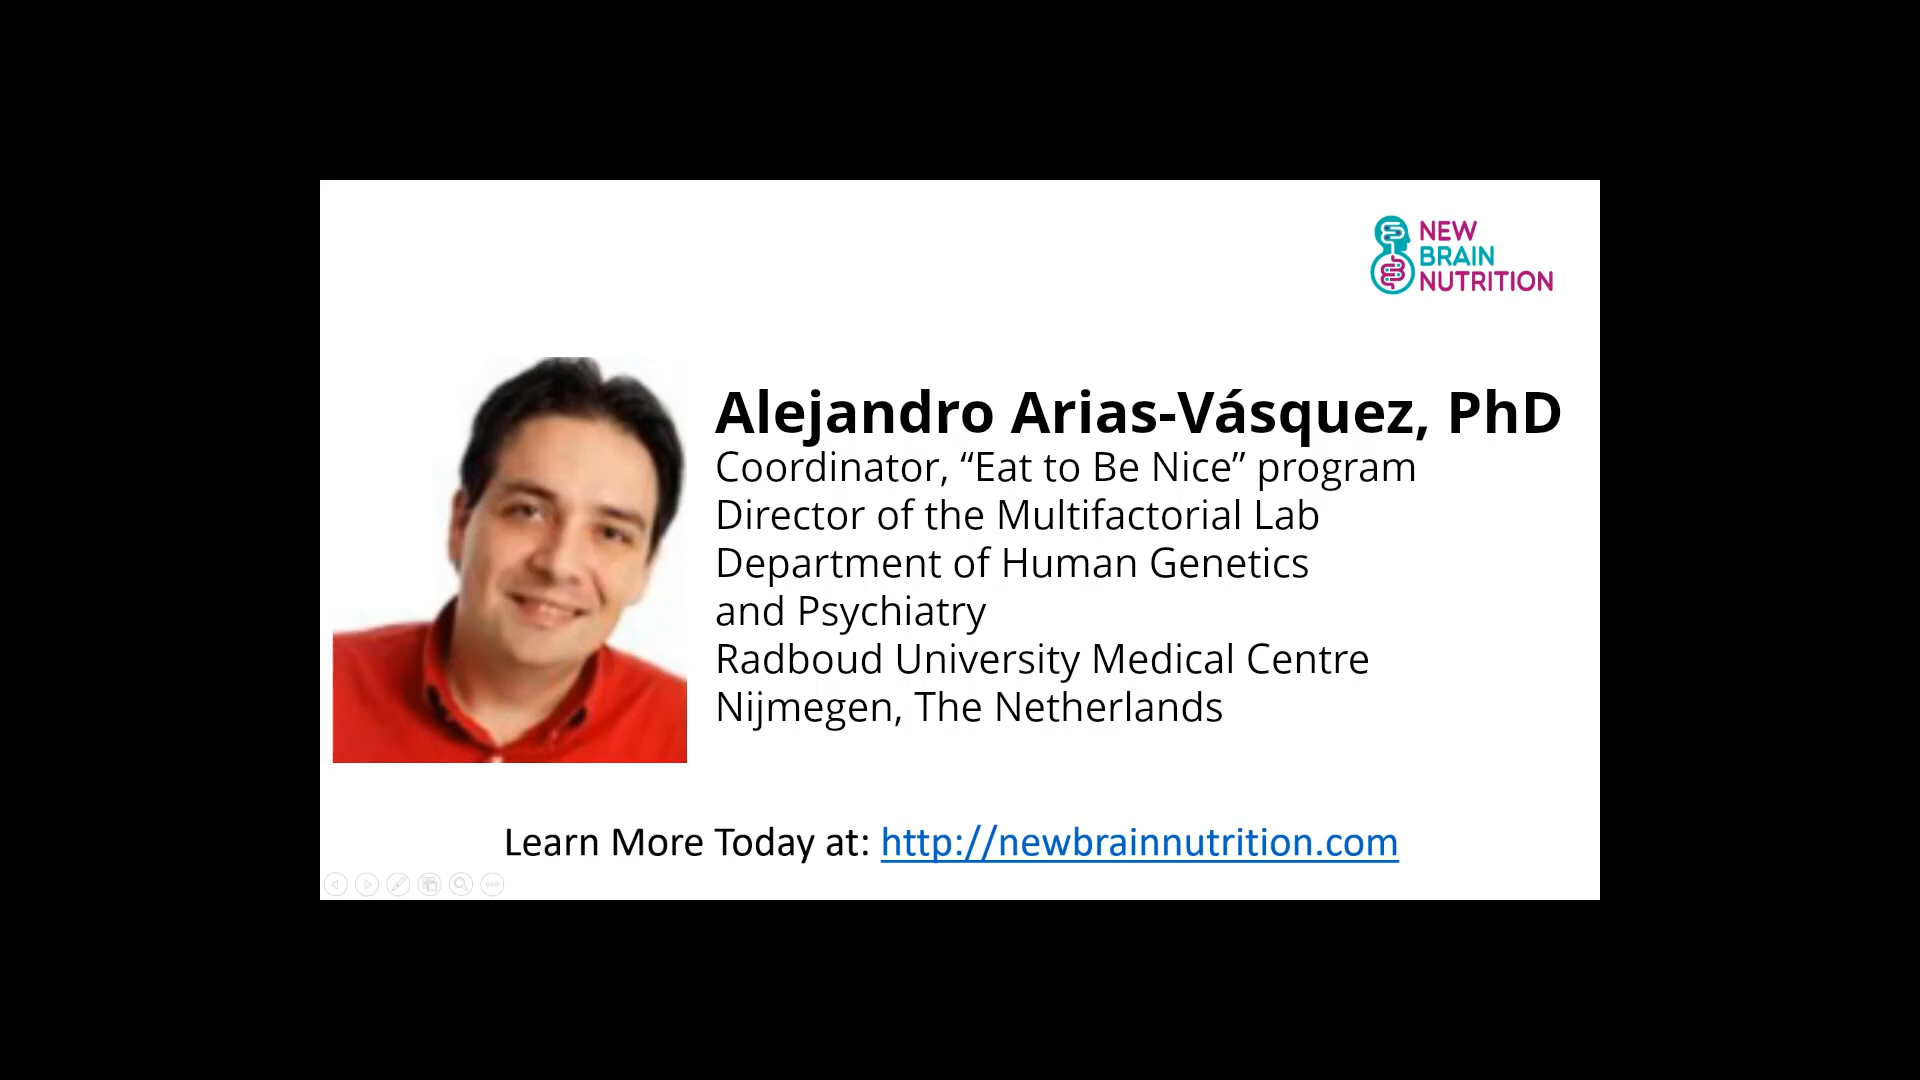 NEW
BRAIN
NUTRITION
Alejandro Arias-Vásquez, PhD
Coordinator, “Eat to Be Nice” program
Director of the Multifactorial Lab
Department of Human Genetics
and Psychiatry
Radboud University Medical Centre
Nijmegen, The Netherlands
Learn More Today at: http://newbrainnutrition.com